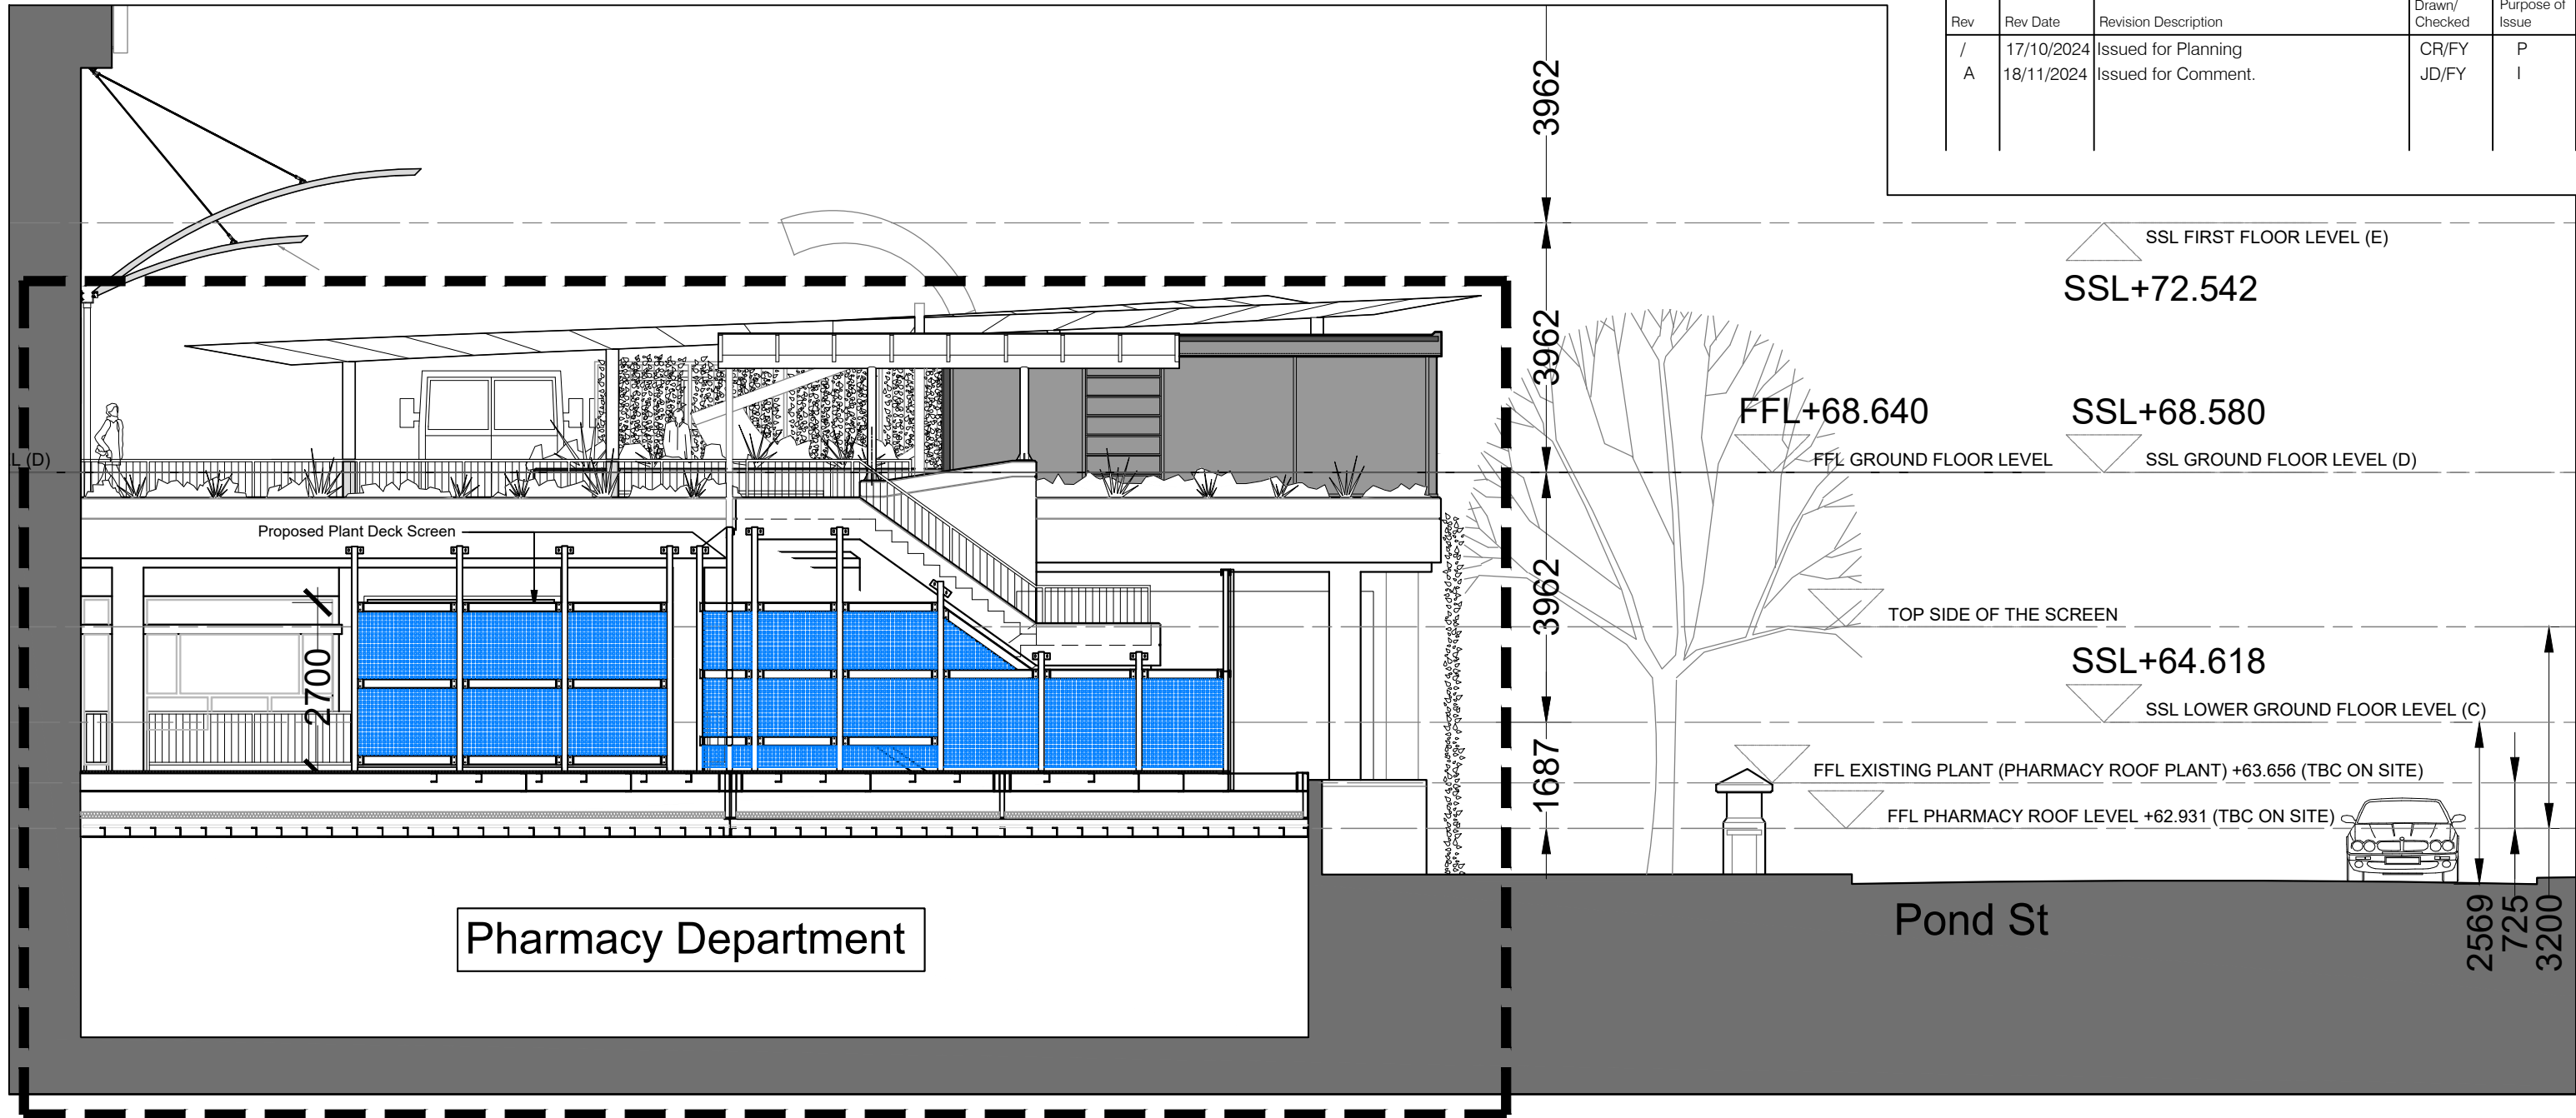 Rev Rev Date Revision Description Drawn/ Checked Purpose of Issue
/ 17/10/2024 Issued for Planning CR/FY P
A 18/11/2024 Issued for Comment. JD/FY I
3962
SSL FIRST FLOOR LEVEL (E)
SSL+72.542
3962
FFL+68.640
SSL+68.580
L (D)
FFL GROUND FLOOR LEVEL
SSL GROUND FLOOR LEVEL (D)
Proposed Plant Deck Screen
3962
TOP SIDE OF THE SCREEN
2700
SSL+64.618
SSL LOWER GROUND FLOOR LEVEL (C)
1687
FFL EXISTING PLANT (PHARMACY ROOF PLANT) +63.656 (TBC ON SITE)
FFL PHARMACY ROOF LEVEL +62.931 (TBC ON SITE)
Pharmacy Department
Pond St
2569
725
3200